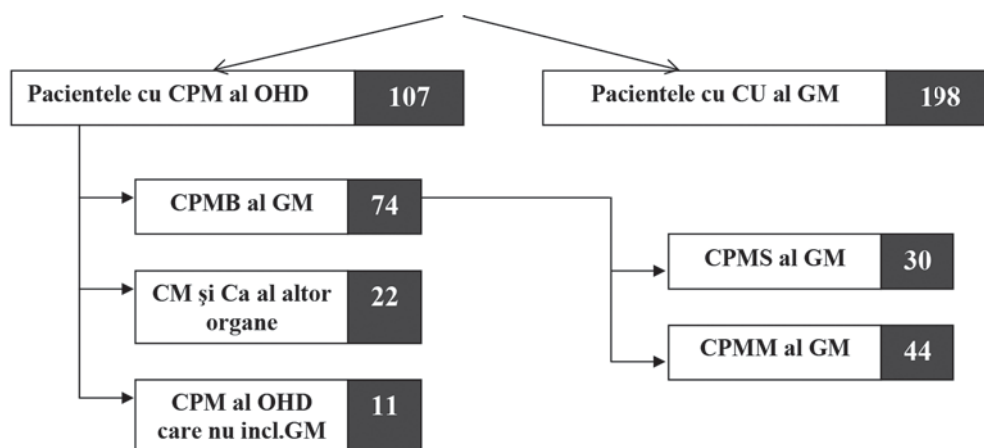 Pacientele cu CPM al OHD 107
Pacientele cu CU al GM 198
CPMB al GM 74
CPMS al GM 30
CM şi Ca al altor
organe 22
CPMM al GM 44
CPM al OHD
care nu incl.GM 11